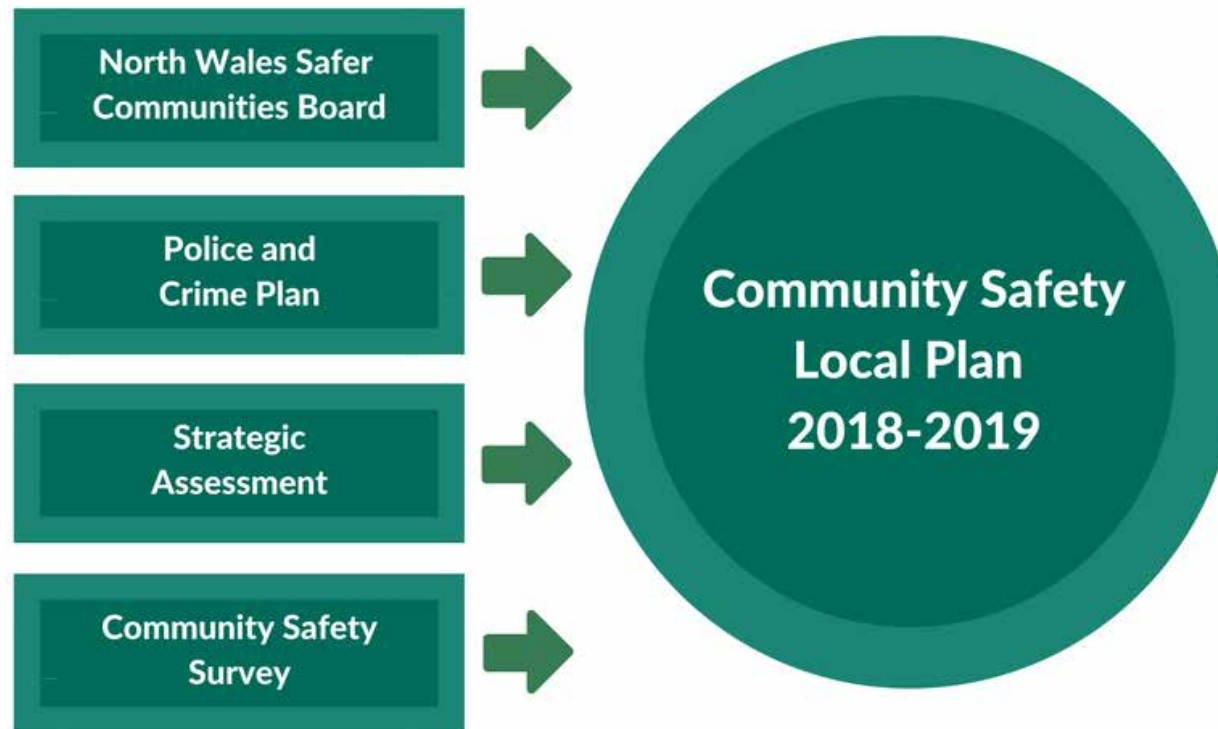 North Wales Safer
Communities Board
Police and
Crime Plan
Strategic
Assessment
Community Safety
Survey
Community Safety
Local Plan
2018-2019